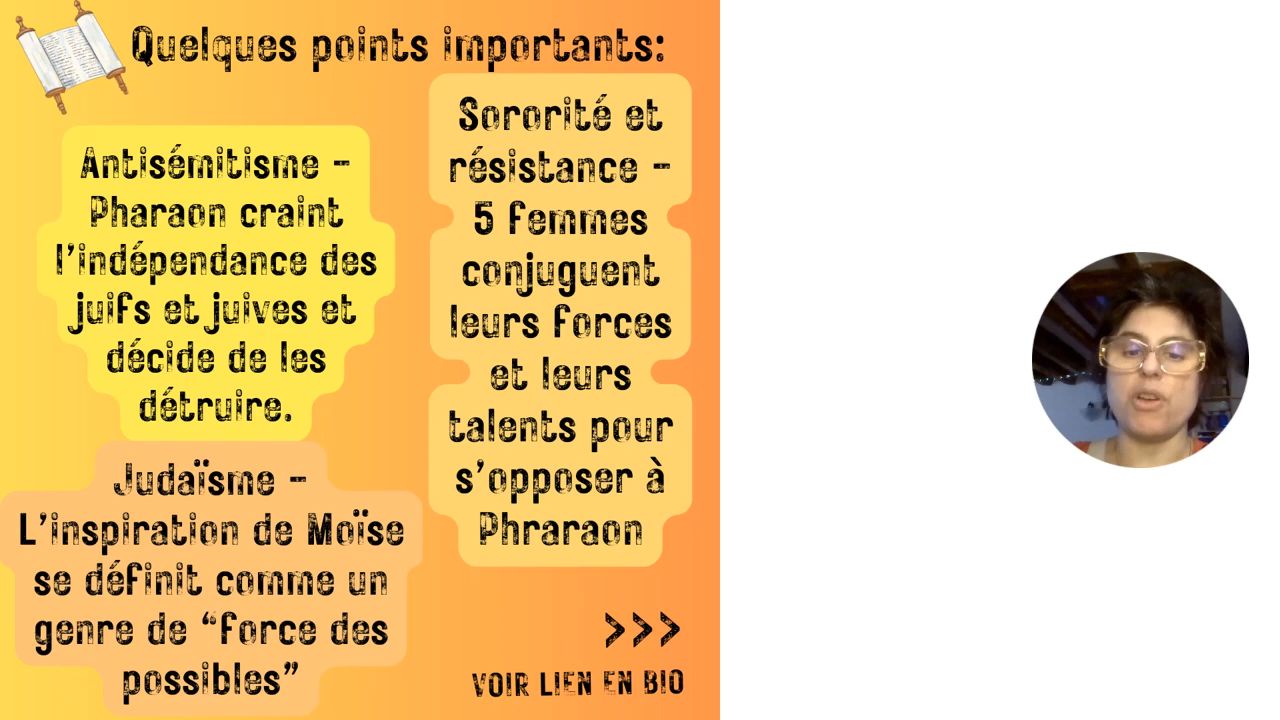 Quelques points importants:
Antisémitisme -
Pharaon craint
l'indépendance des
juifs et juives et
décide de les
détruire.
Judaïsme -
L'inspiration de Moïse
se définit comme un
genre de “force des
possibles”
Sororité et
résistance -
5 femmes
conjuguent
leurs forces
et leurs
talents pour
s'opposer à
Phraraon
>>>
VOIR LIEN EN BIO